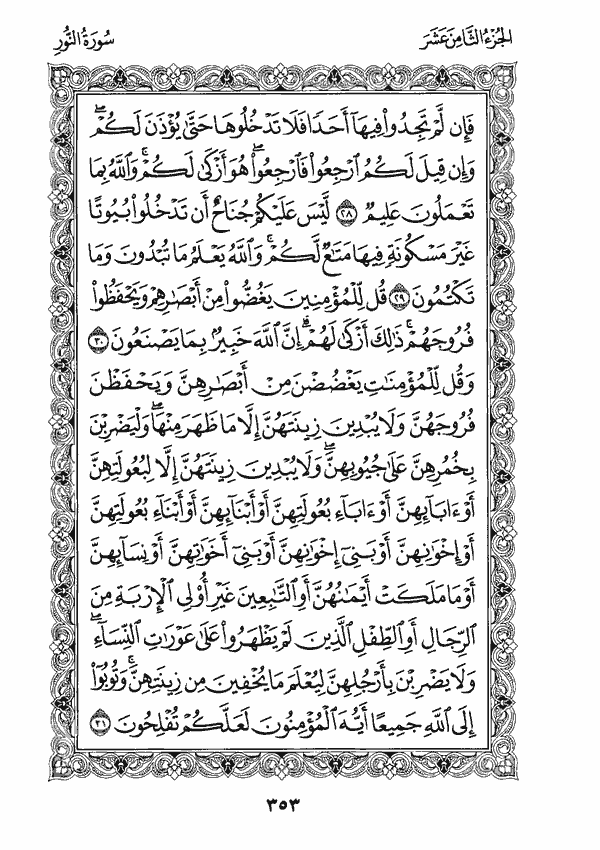 الجزء الثامن عشر
سورة النور
فَإِن لَّمْ تَجِدُوا۟ فِيهَآ أَحَدًا فَلَا تَدْخُلُوهَا حَتَّىٰ يُؤْذَنَ لَكُمْ ۖ
وَإِن قِيلَ لَكُمُ ٱرْجِعُوا۟ فَٱرْجِعُوا۟ ۖ هُوَ أَزْكَىٰ لَكُمْ ۚ وَٱللَّهُ بِمَا
تَعْمَلُونَ عَلِيمٌ ۝٢٨ لَّيْسَ عَلَيْكُمْ جُنَاحٌ أَن تَدْخُلُوا۟ بُيُوتًا
غَيْرَ مَسْكُونَةٍ فِيهَا مَتَـٰعٌ لَّكُمْ ۚ وَٱللَّهُ يَعْلَمُ مَا تُبْدُونَ وَمَا
تَكْتُمُونَ ۝٢٩ قُل لِّلْمُؤْمِنِينَ يَغُضُّوا۟ مِنْ أَبْصَـٰرِهِمْ وَيَحْفَظُوا۟
فُرُوجَهُمْ ۚ ذَٰلِكَ أَزْكَىٰ لَهُمْ ۗ إِنَّ ٱللَّهَ خَبِيرٌۢ بِمَا يَصْنَعُونَ ۝٣٠
وَقُل لِّلْمُؤْمِنَـٰتِ يَغْضُضْنَ مِنْ أَبْصَـٰرِهِنَّ وَيَحْفَظْنَ
فُرُوجَهُنَّ وَلَا يُبْدِينَ زِينَتَهُنَّ إِلَّا مَا ظَهَرَ مِنْهَا ۖ وَلْيَضْرِبْنَ
بِخُمُرِهِنَّ عَلَىٰ جُيُوبِهِنَّ ۖ وَلَا يُبْدِينَ زِينَتَهُنَّ إِلَّا لِبُعُولَتِهِنَّ
أَوْ ءَابَآئِهِنَّ أَوْ ءَابَآءِ بُعُولَتِهِنَّ أَوْ أَبْنَآئِهِنَّ أَوْ أَبْنَآءِ بُعُولَتِهِنَّ
أَوْ إِخْوَٰنِهِنَّ أَوْ بَنِىٓ إِخْوَٰنِهِنَّ أَوْ بَنِىٓ أَخَوَٰتِهِنَّ أَوْ نِسَآئِهِنَّ
أَوْ مَا مَلَكَتْ أَيْمَـٰنُهُنَّ أَوِ ٱلتَّـٰبِعِينَ غَيْرِ أُو۟لِى ٱلْإِرْبَةِ مِنَ
ٱلرِّجَالِ أَوِ ٱلطِّفْلِ ٱلَّذِينَ لَمْ يَظْهَرُوا۟ عَلَىٰ عَوْرَٰتِ ٱلنِّسَآءِ ۖ
وَلَا يَضْرِبْنَ بِأَرْجُلِهِنَّ لِيُعْلَمَ مَا يُخْفِينَ مِن زِينَتِهِنَّ ۚ وَتُوبُوٓا۟
إِلَى ٱللَّهِ جَمِيعًا أَيُّهَ ٱلْمُؤْمِنُونَ لَعَلَّكُمْ تُفْلِحُونَ ۝٣١
٣٥٣